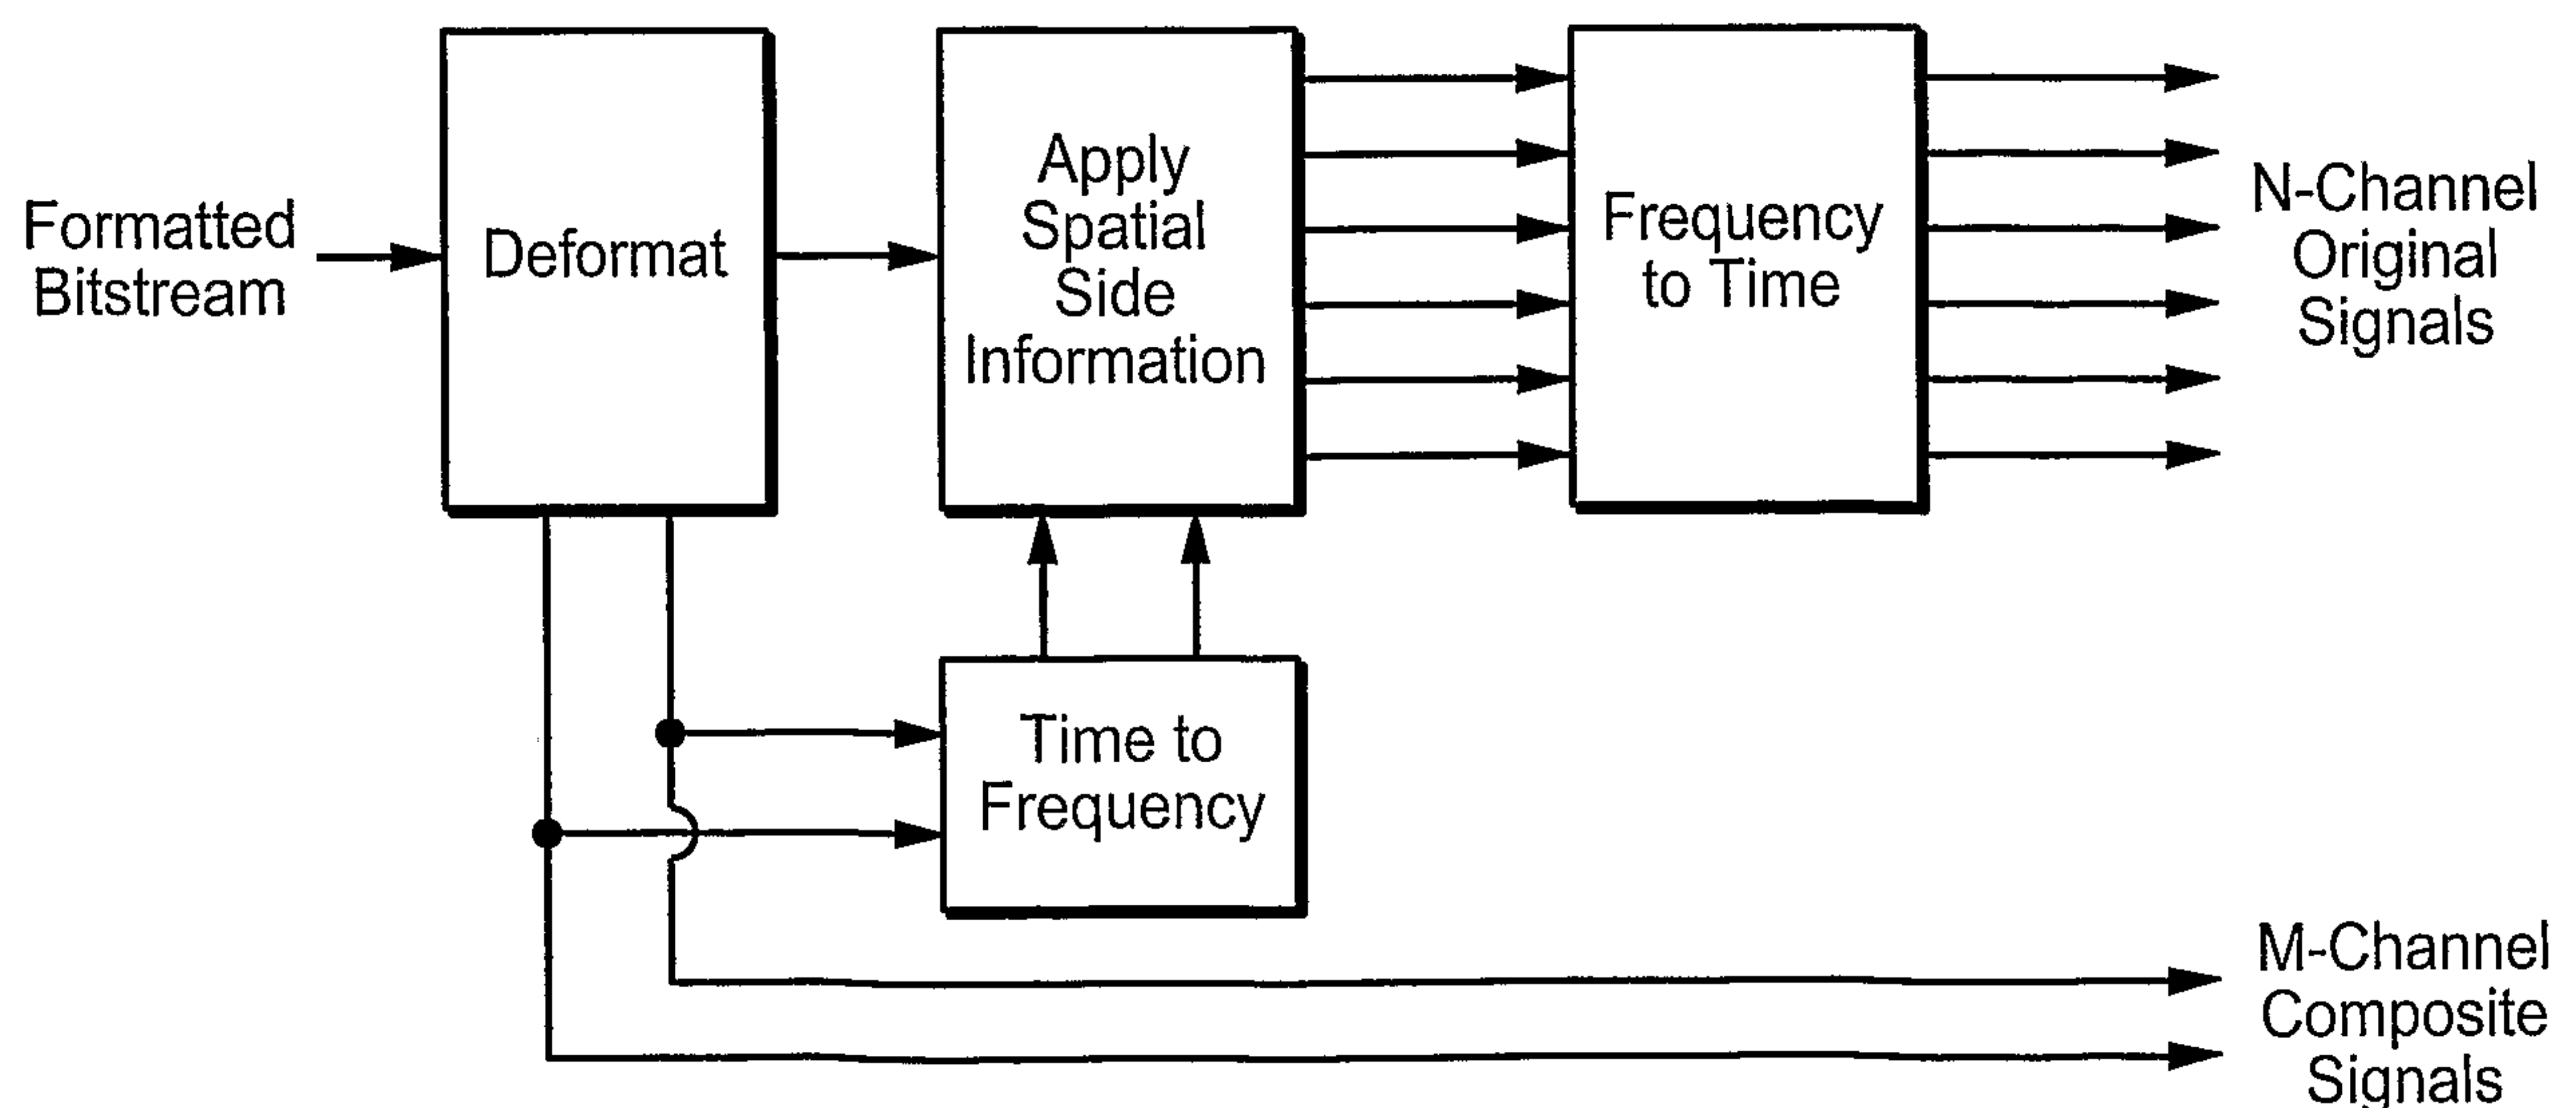 Formatted
Bitstream
Deformat
Apply
Spatial
Side
Information
Frequency
to Time
N-Channel
Original
Signals
Time to
Frequency
M-Channel
Composite
Signals